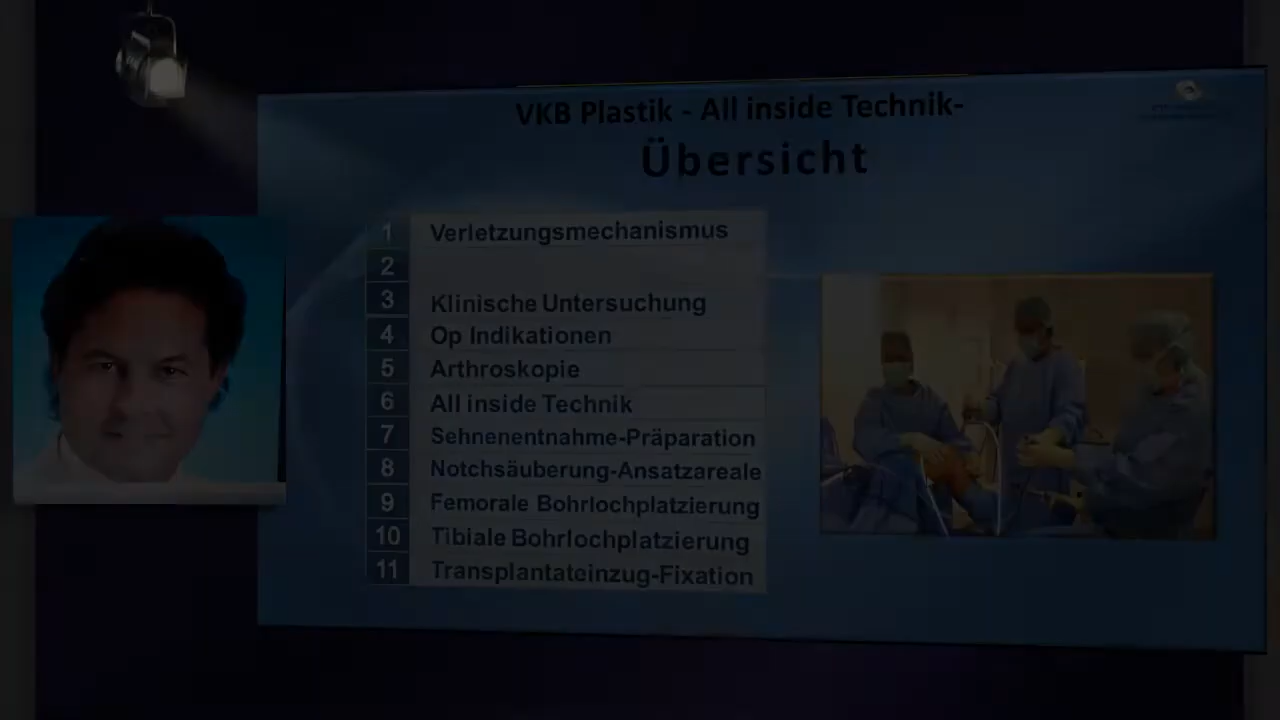 VKB Plastik - All inside Technik-
Übersicht
1 Verletzungsmechanismus
2
3 Klinische Untersuchung
4 Op Indikationen
5 Arthroskopie
6 All inside Technik
7 Sehnenentnahme-Präparation
8 Notchsäuberung-Ansatzareale
9 Femorale Bohrlochplatzierung
10 Tibiale Bohrlochplatzierung
11 Transplantateinzug-Fixation